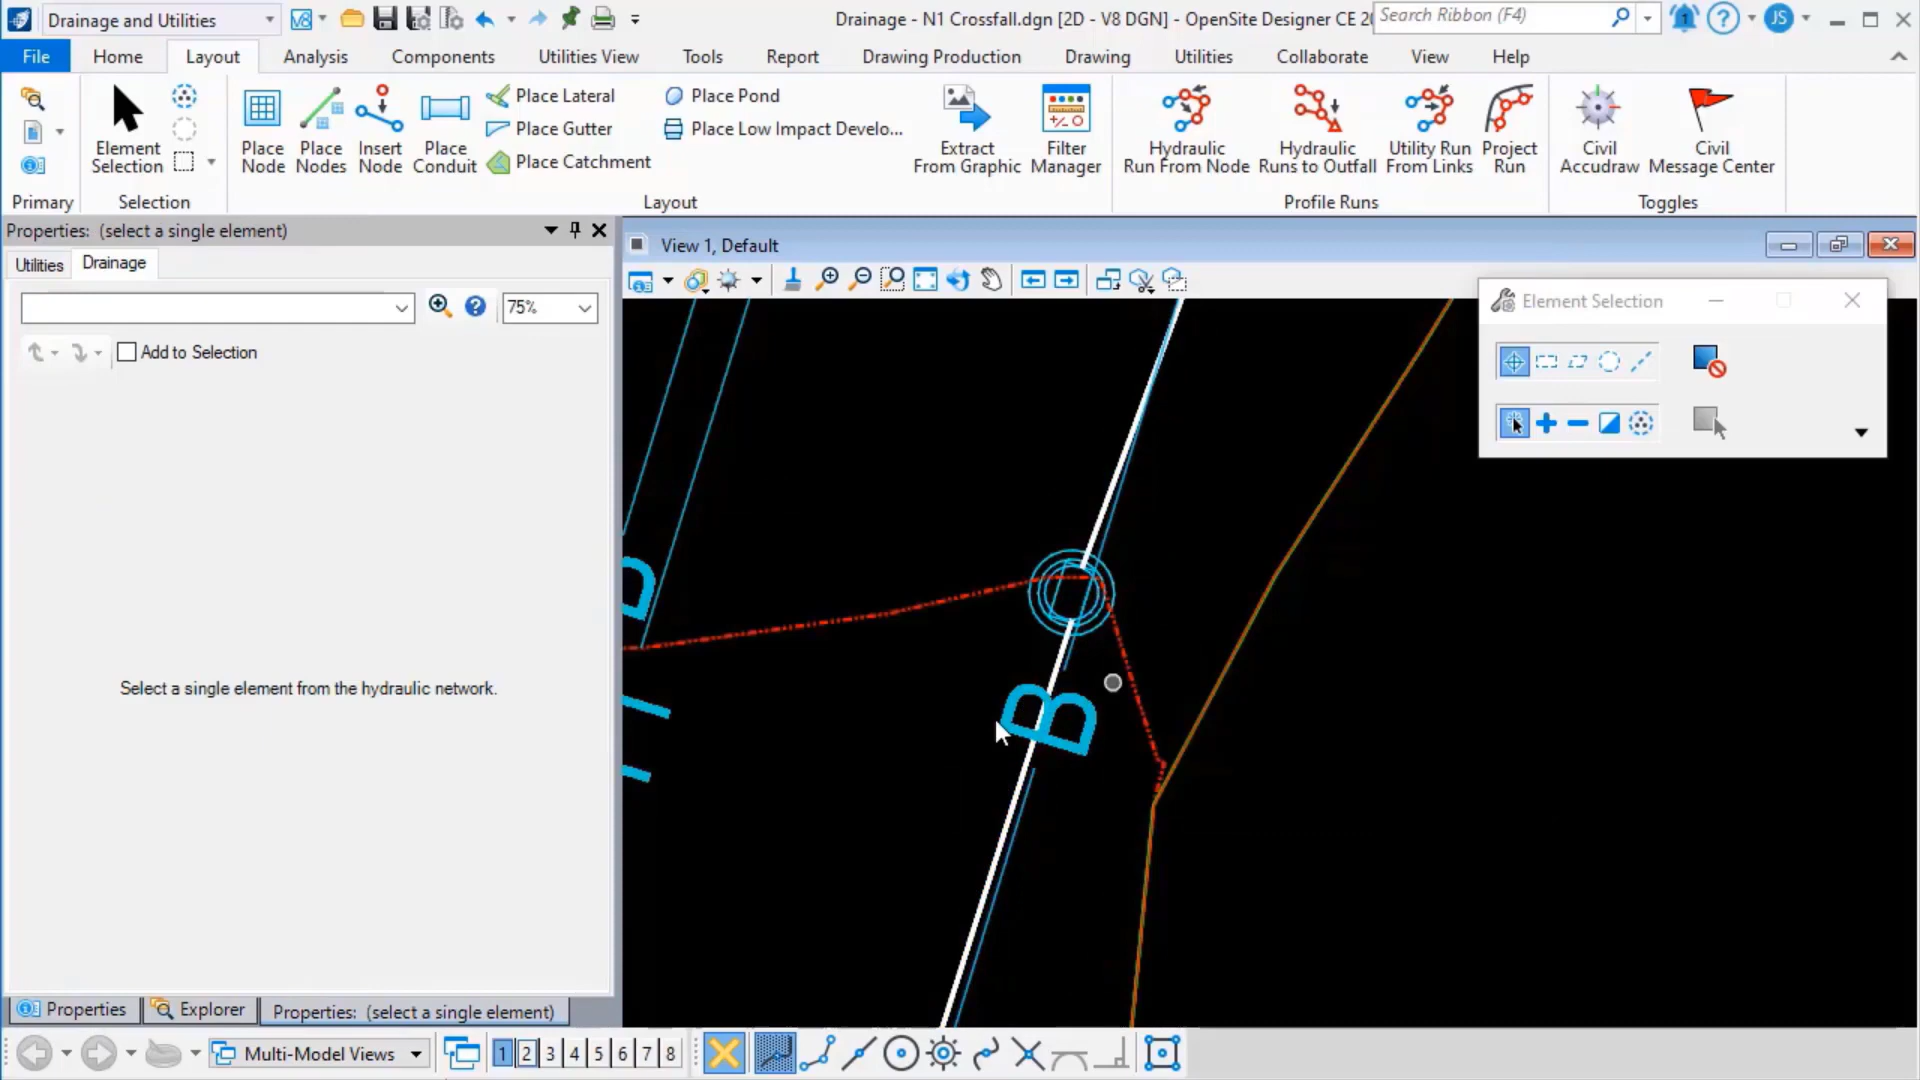 Drainage and Utilities
V8
Drainage - N1 Crossfall.dgn [2D - V8 DGN] - OpenSite Designer CE 20
Search Ribbon (F4)
1
JS
File
Home
Layout
Analysis
Components
Utilities View
Tools
Report
Drawing Production
Drawing
Utilities
Collaborate
View
Help
Element
Selection
Place
Node
Place
Nodes
Insert
Node
Place
Conduit
Place Lateral
Place Gutter
Place Catchment
Place Pond
Place Low Impact Develo...
Extract
From Graphic
Filter
Manager
Hydraulic
Run From Node
Hydraulic
Runs to Outfall
Utility Run
From Links
Project
Run
Civil
Accudraw
Civil
Message Center
Primary
Selection
Layout
Profile Runs
Toggles
Properties: (select a single element)
View 1, Default
Utilities
Drainage
75%
Add to Selection
Element Selection
Select a single element from the hydraulic network.
B
Properties
Explorer
Properties: (select a single element)
Multi-Model Views
1 2 3 4 5 6 7 8